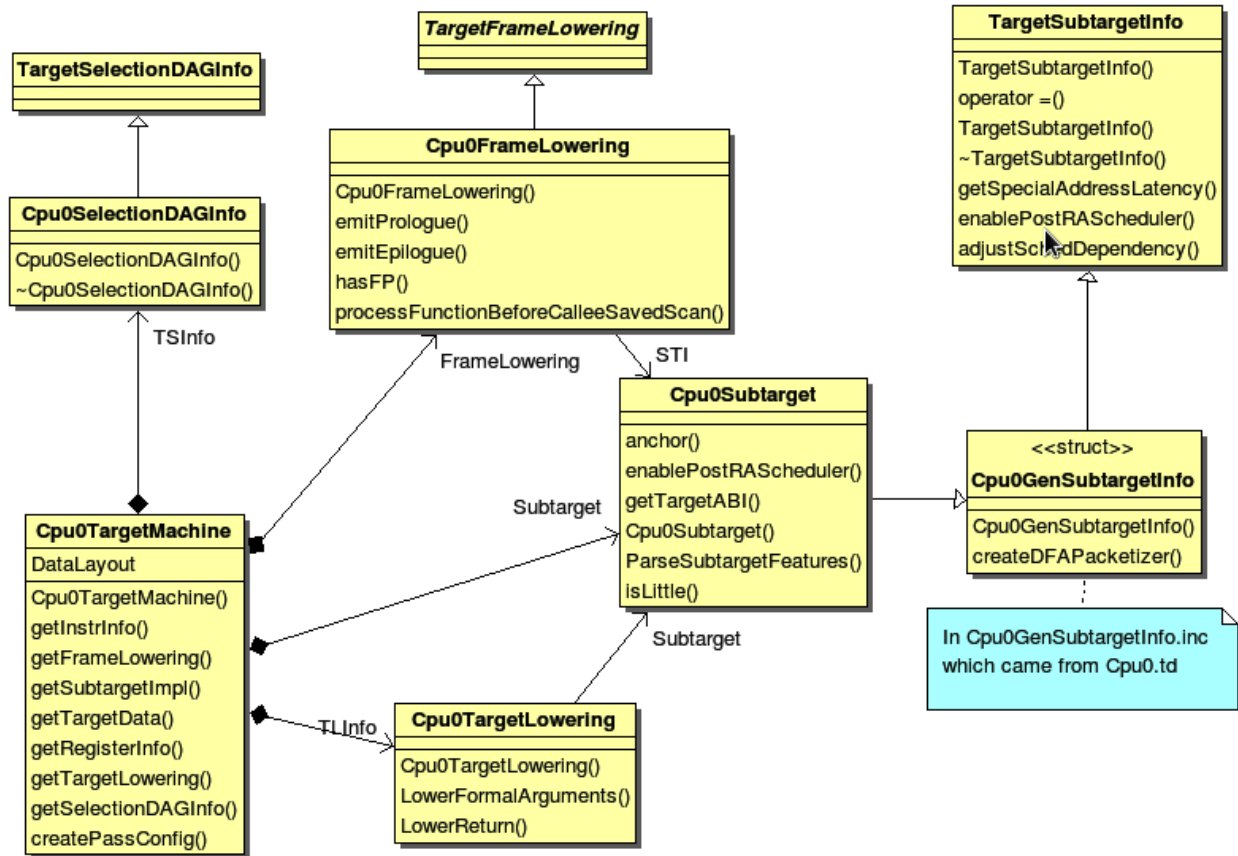 TargetSelectionDAGInfo
TargetFrameLowering
TargetSubtargetInfo
TargetSubtargetInfo()
operator =()
TargetSubtargetInfo()
~TargetSubtargetInfo()
getSpecialAddressLatency()
enablePostRAScheduler()
adjustSchedDependency()
Cpu0SelectionDAGInfo
Cpu0SelectionDAGInfo()
~Cpu0SelectionDAGInfo()
TSInfo
Cpu0FrameLowering
Cpu0FrameLowering()
emitPrologue()
emitEpilogue()
hasFP()
processFunctionBeforeCalleeSavedScan()
FrameLowering
STI
Cpu0Subtarget
anchor()
enablePostRAScheduler()
getTargetABI()
Cpu0Subtarget()
ParseSubtargetFeatures()
isLittle()
Subtarget
Subtarget
<<struct>>
Cpu0GenSubtargetInfo
Cpu0GenSubtargetInfo()
createDFAPacketizer()
In Cpu0GenSubtargetInfo.inc
which came from Cpu0.td
Cpu0TargetMachine
DataLayout
Cpu0TargetMachine()
getInstrInfo()
getFrameLowering()
getSubtargetImpl()
getTargetData()
getRegisterInfo()
getTargetLowering()
getSelectionDAGInfo()
createPassConfig()
TLInfo
Cpu0TargetLowering
Cpu0TargetLowering()
LowerFormalArguments()
LowerReturn()